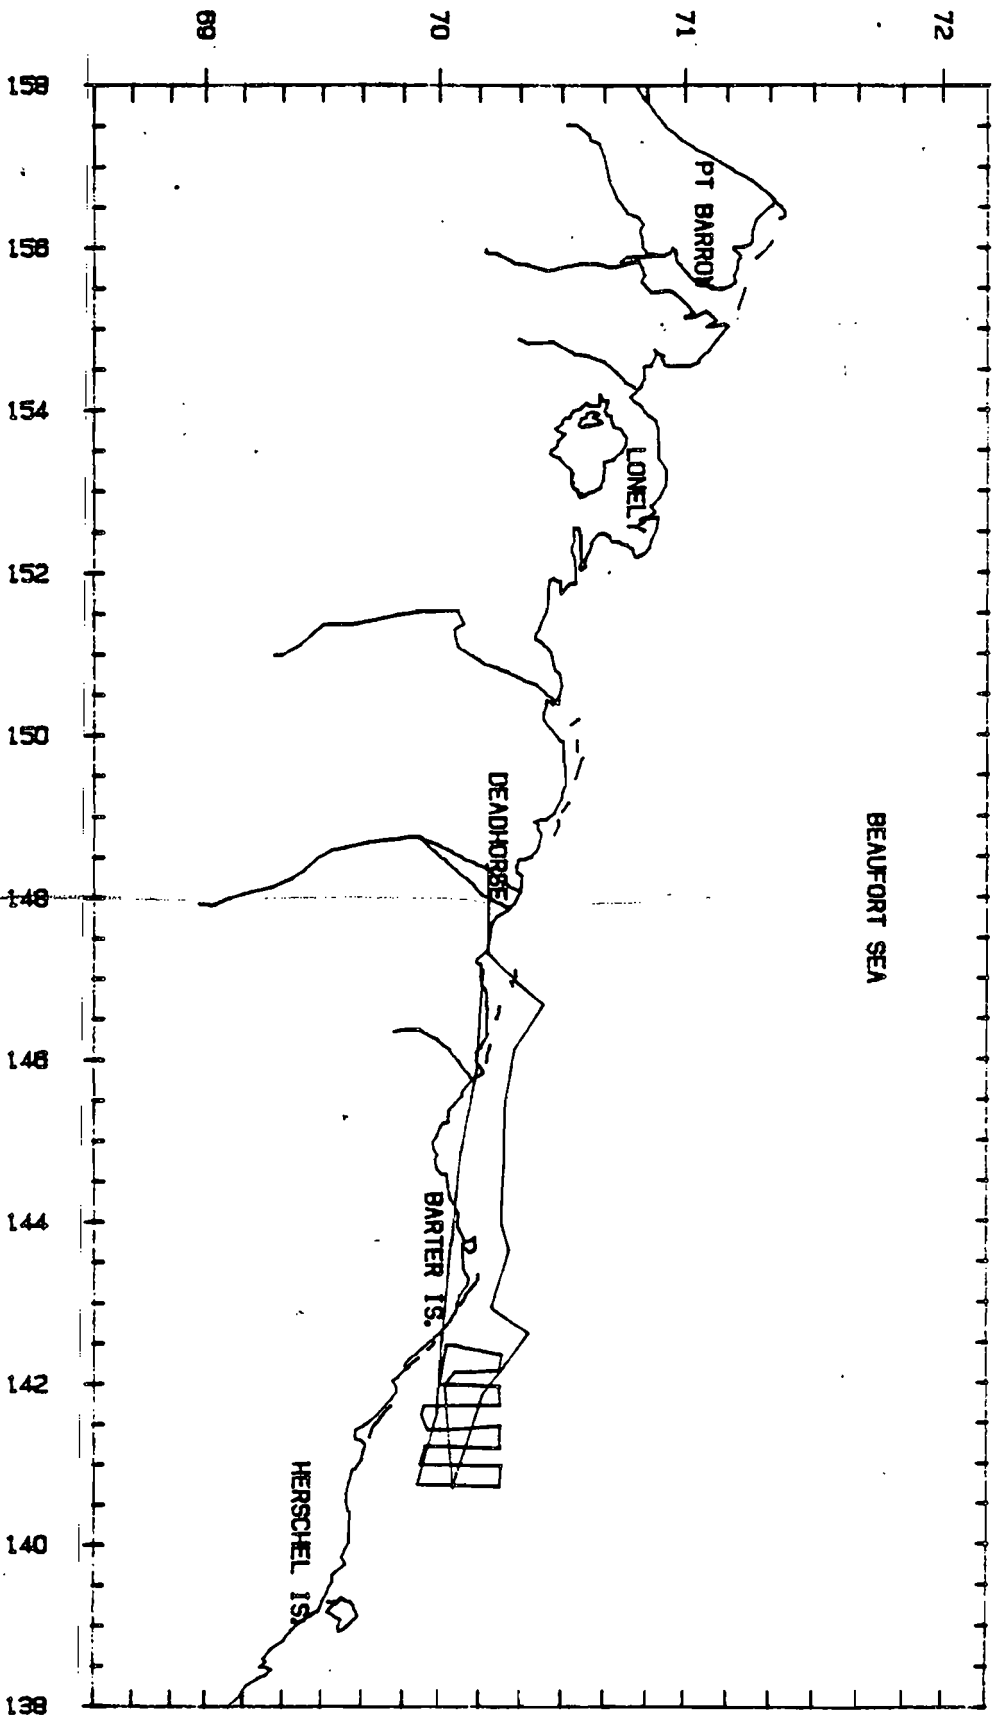 72
71
70
69
158
156
154
152
150
148
146
144
142
140
138
BEAUFORT SEA
PT BARROW
LONELY
DEADHORSE
BARTER IS.
HERSCHEL IS.